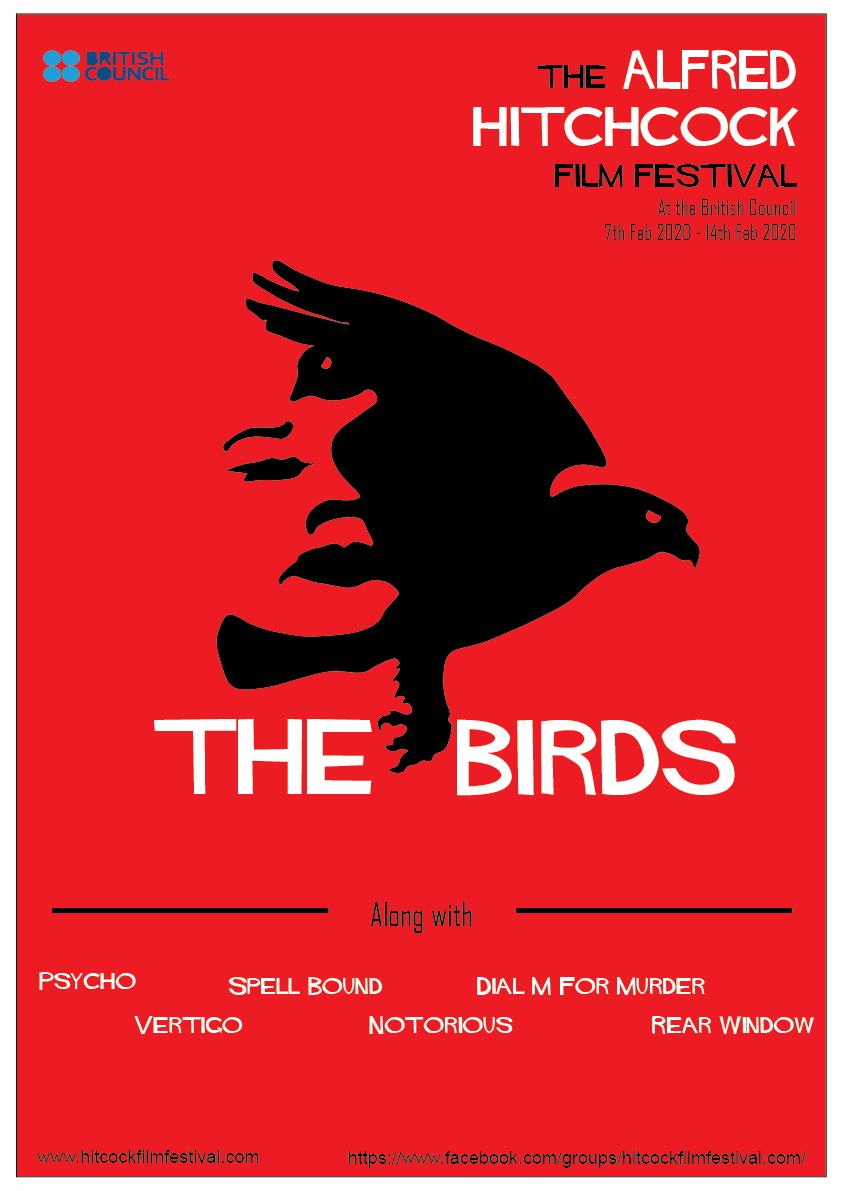 BRITISH
COUNCIL
THE ALFRED
HITCHCOCK
FILM FESTIVAL
At the British Council
7th Feb 2020 - 14th Feb 2020
THE BIRDS
Along with
PSYCHO SPELL BOUND DIAL M FOR MURDER
VERTIGO NOTORIOUS REAR WINDOW
www.hitcockfilmfestival.com https://www.facebook.com/groups/hitcockfilmfestival.com/